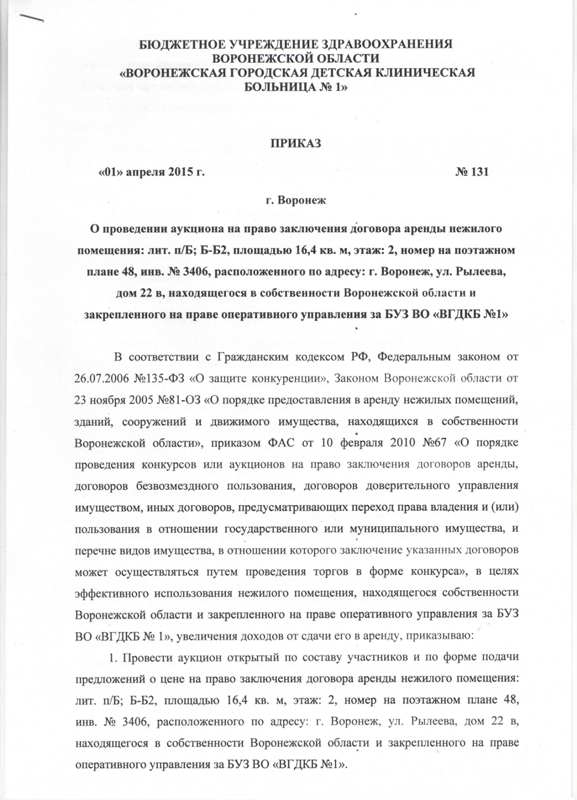 БЮДЖЕТНОЕ УЧРЕЖДЕНИЕ ЗДРАВООХРАНЕНИЯ
ВОРОНЕЖСКОЙ ОБЛАСТИ
«ВОРОНЕЖСКАЯ ГОРОДСКАЯ ДЕТСКАЯ КЛИНИЧЕСКАЯ
БОЛЬНИЦА № 1»
ПРИКАЗ
«01» апреля 2015 г. № 131
г. Воронеж
О проведении аукциона на право заключения договора аренды нежилого
помещения: лит. п/Б; Б-Б2, площадью 16,4 кв. м, этаж: 2, номер на поэтажном
плане 48, инв. № 3406, расположенного по адресу: г. Воронеж, ул. Рылеева,
дом 22 в, находящегося в собственности Воронежской области и
закрепленного на праве оперативного управления за БУЗ ВО «ВГДКБ №1»
В соответствии с Гражданским кодексом РФ, Федеральным законом от
26.07.2006 №135-ФЗ «О защите конкуренции», Законом Воронежской области от
23 ноября 2005 №81-ОЗ «О порядке предоставления в аренду нежилых помещений,
зданий, сооружений и движимого имущества, находящихся в собственности
Воронежской области», приказом ФАС от 10 февраля 2010 №67 «О порядке
проведения конкурсов или аукционов на право заключения договоров аренды,
договоров безвозмездного пользования, договоров доверительного управления
имуществом, иных договоров, предусматривающих переход права владения и (или)
пользования в отношении государственного или муниципального имущества, и
перечне видов имущества, в отношении которого заключение указанных договоров
может осуществляться путем проведения торгов в форме конкурса», в целях
эффективного использования нежилого помещения, находящегося собственности
Воронежской области и закрепленного на праве оперативного управления за БУЗ
ВО «ВГДКБ № 1», увеличения доходов от сдачи его в аренду, приказываю:
1. Провести аукцион открытый по составу участников и по форме подачи
предложений о цене на право заключения договора аренды нежилого помещения:
лит. п/Б; Б-Б2, площадью 16,4 кв. м, этаж: 2, номер на поэтажном плане 48,
инв. № 3406, расположенного по адресу: г. Воронеж, ул. Рылеева, дом 22 в,
находящегося в собственности Воронежской области и закрепленного на праве
оперативного управления за БУЗ ВО «ВГДКБ №1».